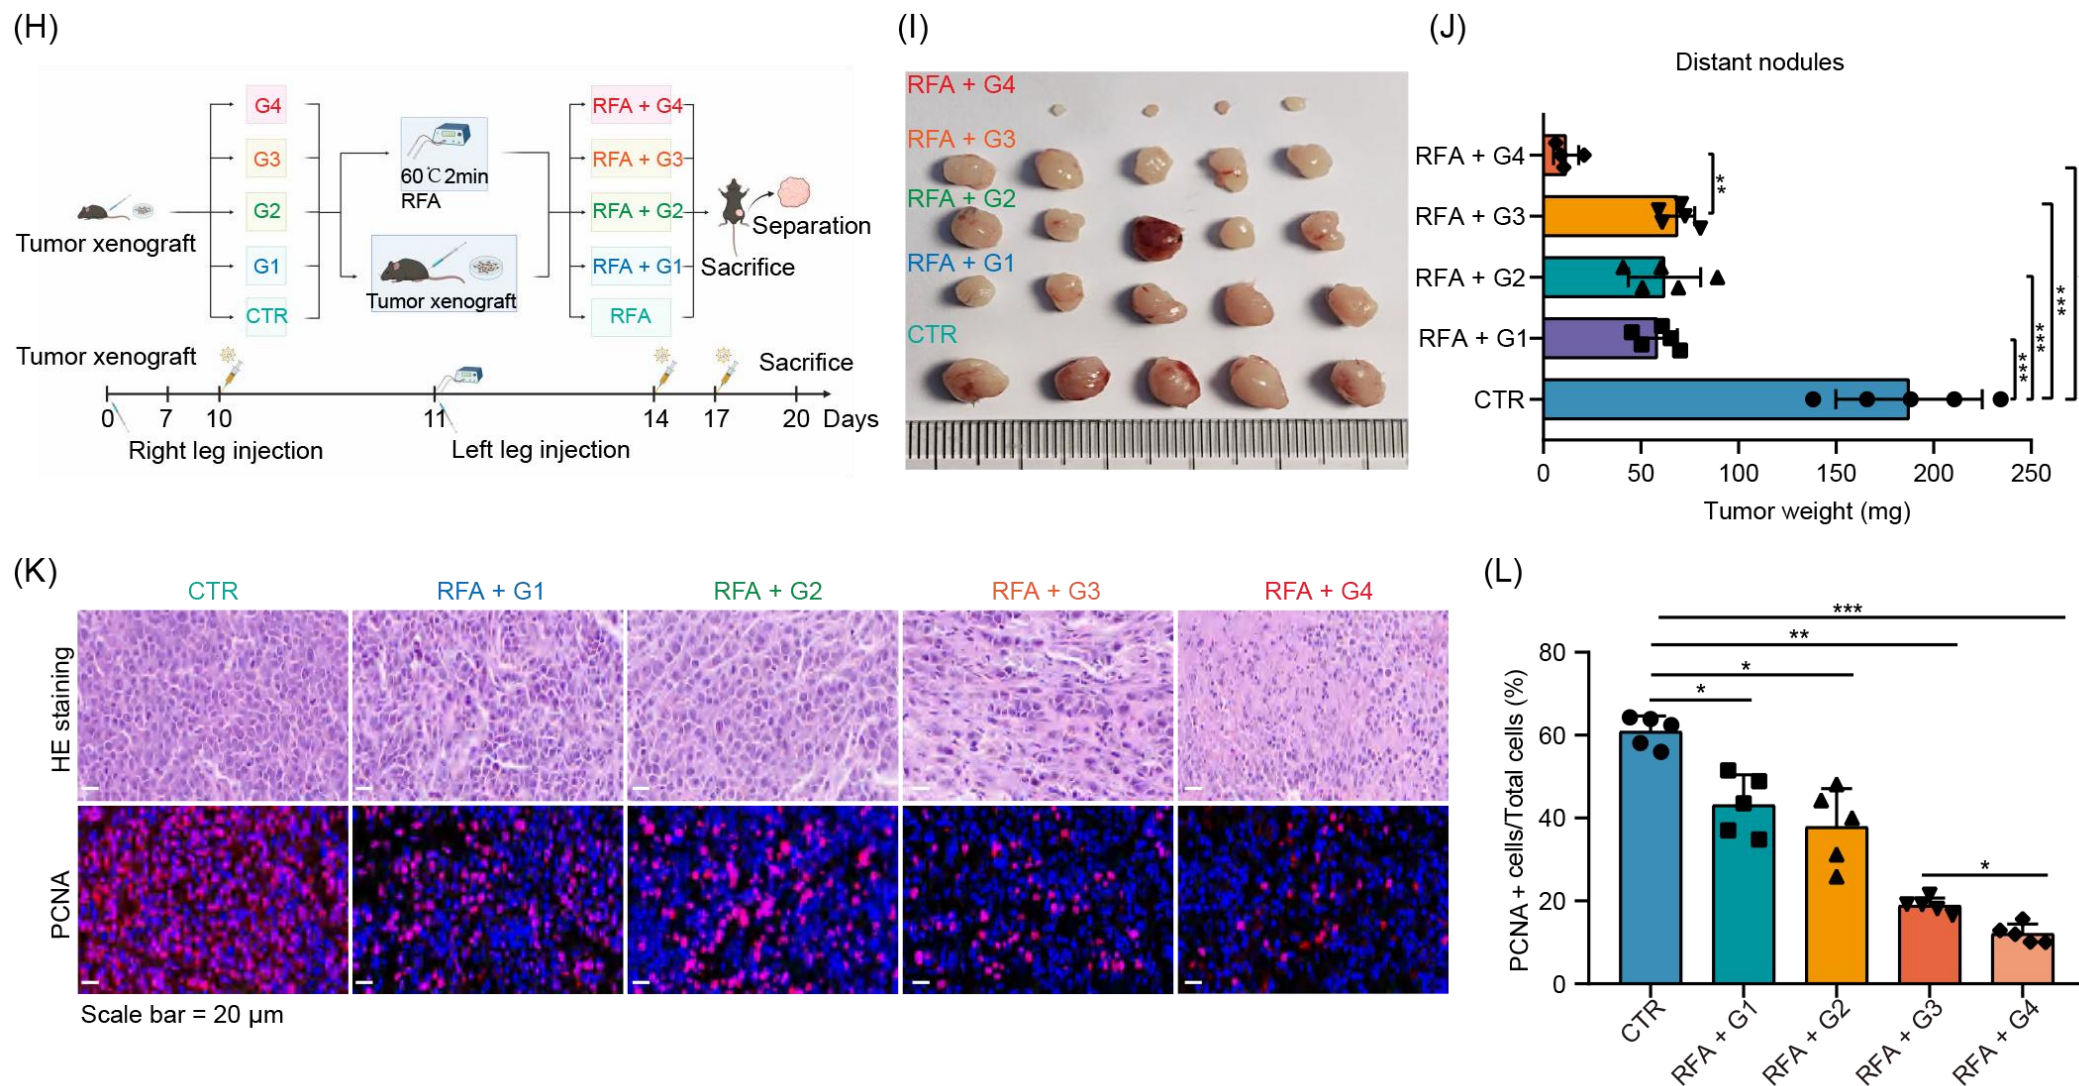 (H)
G4
G3
G2
G1
CTR
Tumor xenograft
60℃ 2min
RFA
Tumor xenograft
RFA + G4
RFA + G3
RFA + G2
RFA + G1
RFA
Separation
Sacrifice
Tumor xenograft
Sacrifice
0 7 10 11 14 17 20 Days
Right leg injection
Left leg injection
(I)
RFA + G4
RFA + G3
RFA + G2
RFA + G1
CTR
(J)
Distant nodules
RFA + G4
RFA + G3
RFA + G2
RFA + G1
CTR
**
***
***
***
***
0 50 100 150 200 250
Tumor weight (mg)
(K)
CTR RFA + G1 RFA + G2 RFA + G3 RFA + G4
HE staining
PCNA
Scale bar = 20 µm
(L)
***
**
*
*
*
PCNA + cells/Total cells (%)
80
60
40
20
0
CTR
RFA + G1
RFA + G2
RFA + G3
RFA + G4